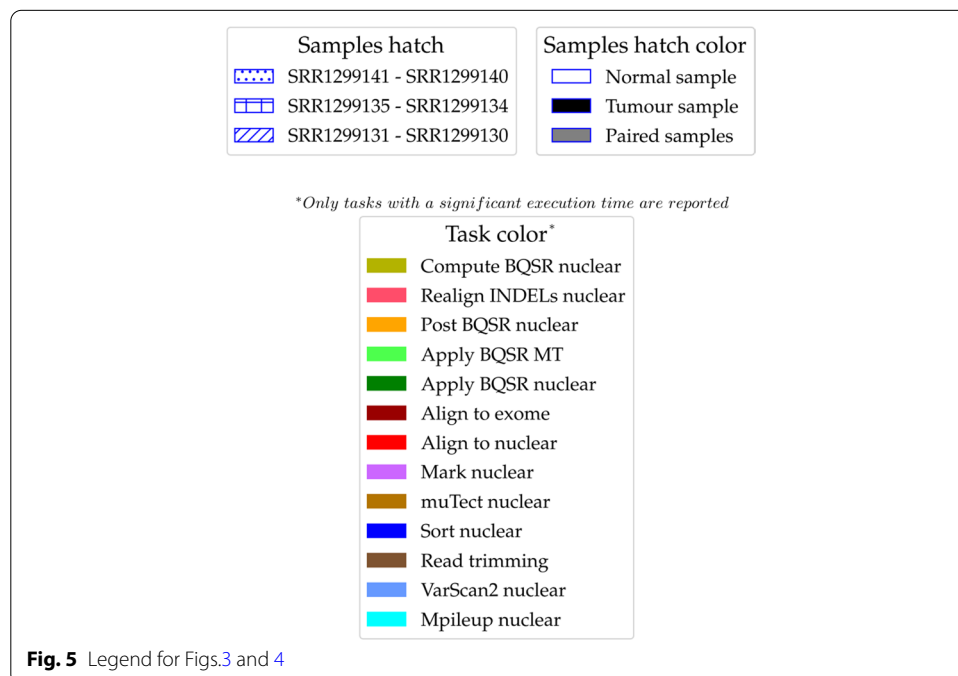 Samples hatch
SRR1299141 - SRR1299140
SRR1299135 - SRR1299134
SRR1299131 - SRR1299130
Samples hatch color
Normal sample
Tumour sample
Paired samples
*Only tasks with a significant execution time are reported
Task color*
Compute BQSR nuclear
Realign INDELs nuclear
Post BQSR nuclear
Apply BQSR MT
Apply BQSR nuclear
Align to exome
Align to nuclear
Mark nuclear
muTect nuclear
Sort nuclear
Read trimming
VarScan2 nuclear
Mpileup nuclear
Fig. 5 Legend for Figs.3 and 4